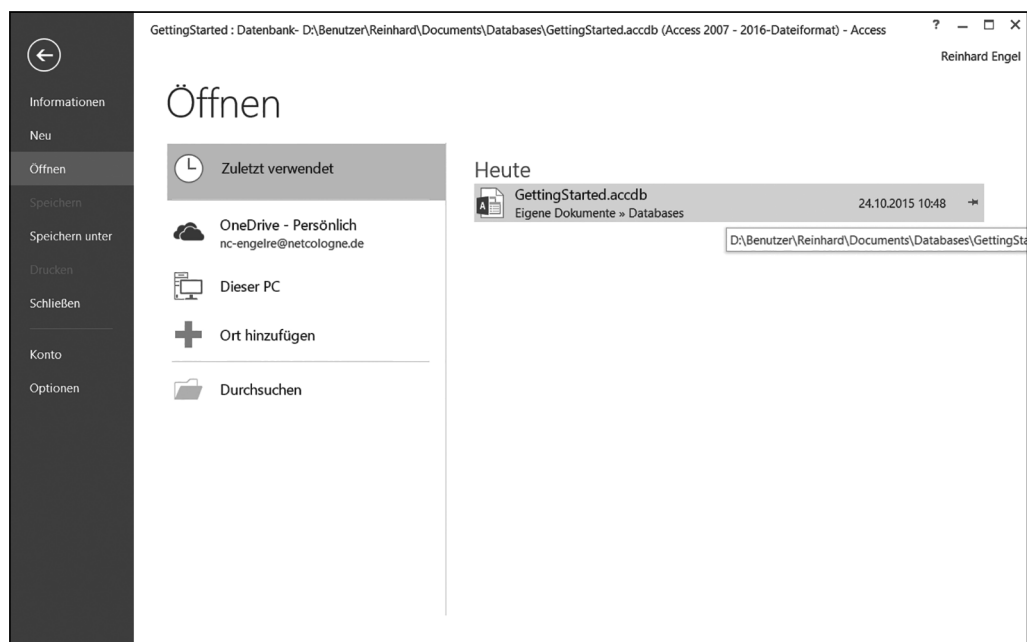 GettingStarted : Datenbank- D:\Benutzer\Reinhard\Documents\Databases\GettingStarted.accdb (Access 2007 - 2016-Dateiformat) - Access
?
Reinhard Engel
Informationen
Neu
Öffnen
Speichern
Speichern unter
Drucken
Schließen
Konto
Optionen
Öffnen
Zuletzt verwendet
OneDrive - Persönlich
nc-engelre@netcologne.de
Dieser PC
Ort hinzufügen
Durchsuchen
Heute
A
GettingStarted.accdb
24.10.2015 10:48
Eigene Dokumente » Databases
D:\Benutzer\Reinhard\Documents\Databases\GettingSta